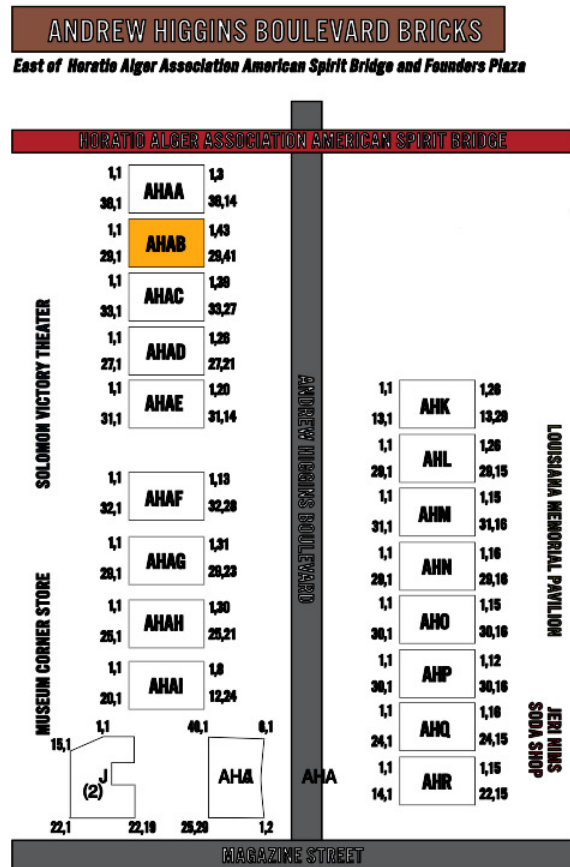 ANDREW HIGGINS BOULEVARD BRICKS
East of Horatio Alger Association American Spirit Bridge and Founders Plaza
HORATIO ALGER ASSOCIATION AMERICAN SPIRIT BRIDGE
1,1 AHAA 1,3
38,1 38,14
1,1 AHAB 1,43
29,1 29,41
1,1 AHAC 1,39
33,1 33,27
1,1 AHAD 1,26
27,1 27,21
1,1 AHAE 1,20
31,1 31,14
SOLOMON VICTORY THEATER
1,1 AHAF 1,13
32,1 32,28
1,1 AHAG 1,31
29,1 29,23
1,1 AHAH 1,30
25,1 25,21
1,1 AHAI 1,8
20,1 12,24
MUSEUM CORNER STORE
1,1
15,1
J
(2)
22,1 22,19
40,1 6,1
25,29 1,2
AHA
ANDREW HIGGINS BOULEVARD
1,1 AHK 1,26
13,1 13,29
1,1 AHL 1,26
29,1 29,15
1,1 AHM 1,15
31,1 31,16
1,1 AHN 1,16
29,1 29,16
1,1 AHO 1,15
30,1 30,16
1,1 AHP 1,12
30,1 30,16
1,1 AHQ 1,16
24,1 24,15
1,1 AHR 1,15
14,1 22,15
LOUISIANA MEMORIAL PAVILION
JERI NIMS
SODA SHOP
MAGAZINE STREET